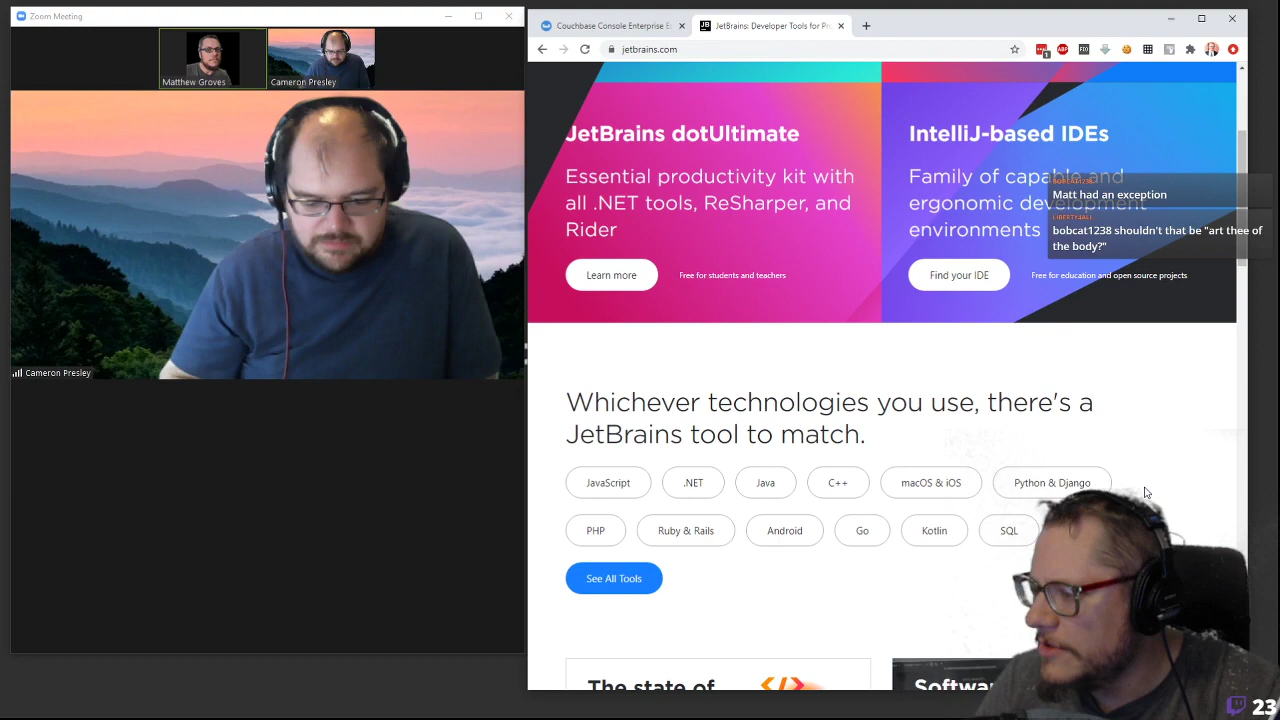 Zoom Meeting
Matthew Groves
Cameron Presley
Cameron Presley
Couchbase Console Enterprise E
JetBrains: Developer Tools for Pr
jetbrains.com
JetBrains dotUltimate
Essential productivity kit with
all .NET tools, ReSharper, and
Rider
Learn more
Free for students and teachers
IntelliJ-based IDEs
Family of capable and
ergonomic development
environments
Find your IDE
Free for education and open source projects
BOBCAT1238
Matt had an exception
LIBERTY4ALL
bobcat1238 shouldn't that be "art thee of
the body?"
Whichever technologies you use, there's a
JetBrains tool to match.
JavaScript
.NET
Java
C++
macOS & iOS
Python & Django
PHP
Ruby & Rails
Android
Go
Kotlin
SQL
See All Tools
The state of
Softwa
23